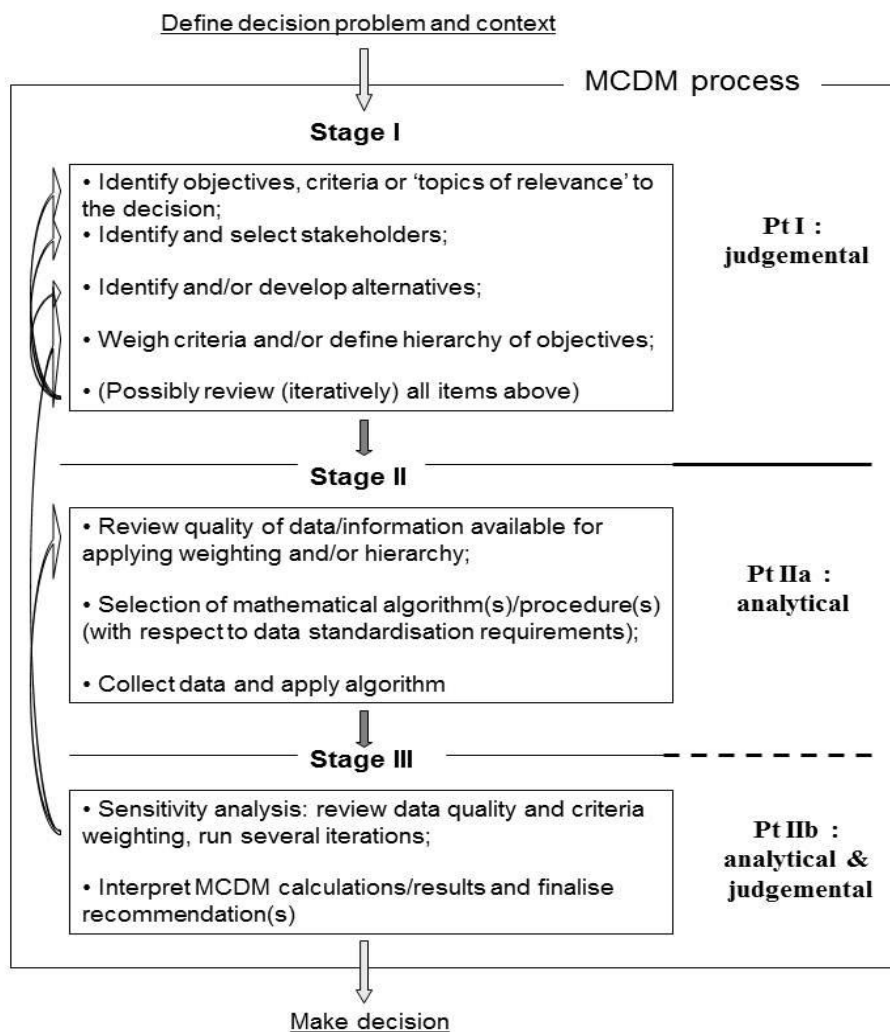 Define decision problem and context
MCDM process
Stage I
• Identify objectives, criteria or ‘topics of relevance’ to
the decision;
• Identify and select stakeholders;
• Identify and/or develop alternatives;
• Weigh criteria and/or define hierarchy of objectives;
• (Possibly review (iteratively) all items above)
Pt I :
judgemental
Stage II
• Review quality of data/information available for
applying weighting and/or hierarchy;
• Selection of mathematical algorithm(s)/procedure(s)
(with respect to data standardisation requirements);
• Collect data and apply algorithm
Pt IIa :
analytical
Stage III
• Sensitivity analysis: review data quality and criteria
weighting, run several iterations;
• Interpret MCDM calculations/results and finalise
recommendation(s)
Pt IIb :
analytical &
judgemental
Make decision